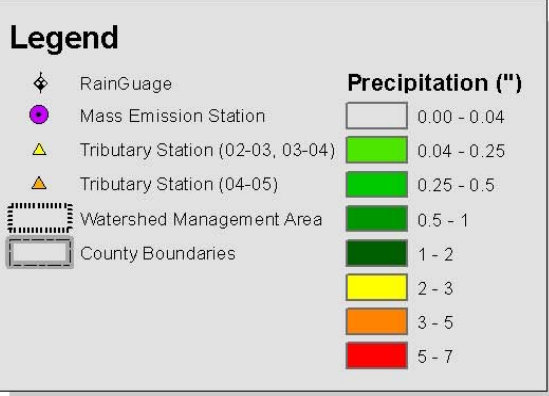 Legend
RainGuage
Mass Emission Station
Tributary Station (02-03, 03-04)
Tributary Station (04-05)
Watershed Management Area
County Boundaries
Precipitation (")
0.00 - 0.04
0.04 - 0.25
0.25 - 0.5
0.5 - 1
1 - 2
2 - 3
3 - 5
5 - 7